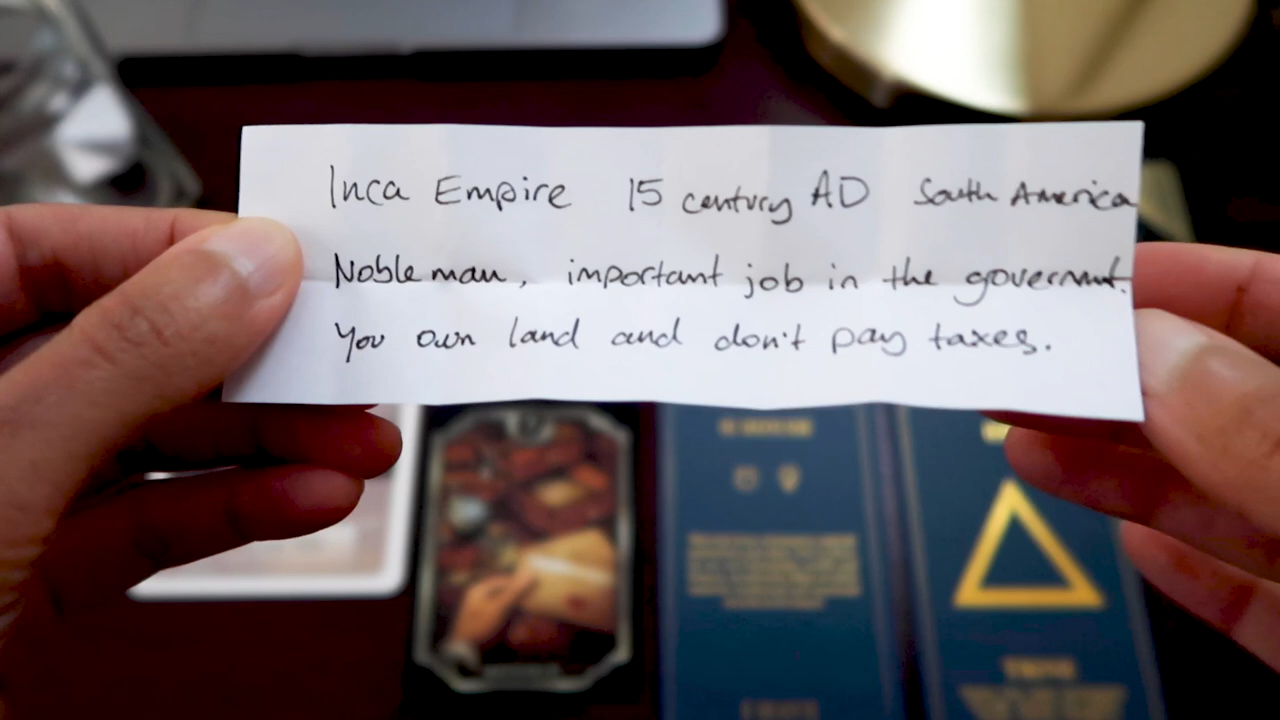 Inca Empire 15 century AD South America
Nobleman, important job in the government.
You own land and don't pay taxes.